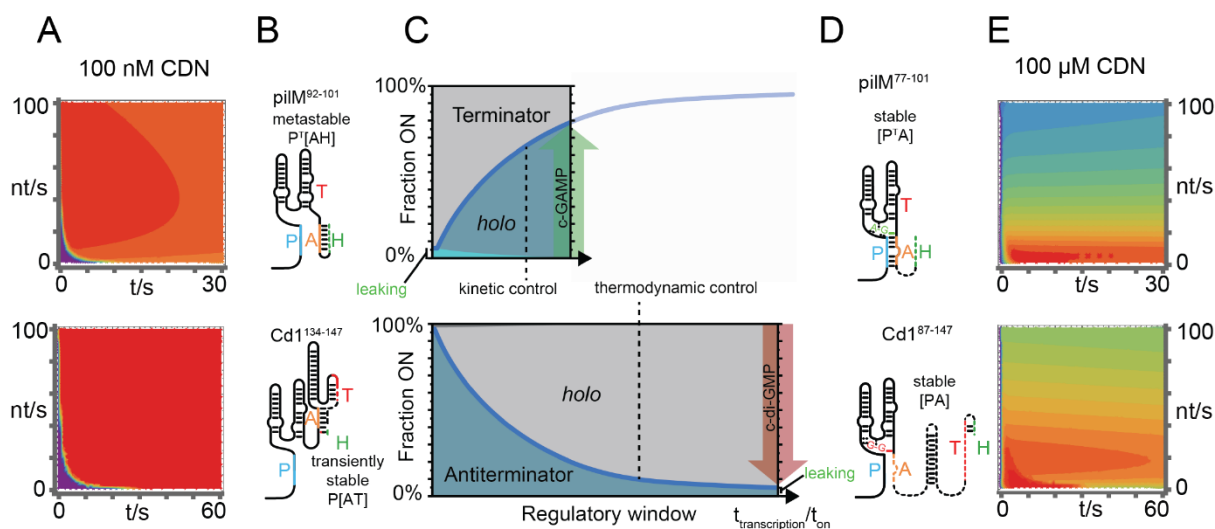 A
B
C
D
E
100 nM CDN
100
nt/s
0
0
30
t/s
pilM92-101
metastable
PT[AH]
T
P
A
H
100%
Fraction ON
0%
Terminator
holo
c-GAMP
leaking
kinetic control
thermodynamic control
pilM77-101
stable
[PTA]
T
A-G
P
A
H
100 µM CDN
100
nt/s
0
0
30
t/s
100
nt/s
0
0
60
t/s
Cd1134-147
T
A
H
P
transiently
stable
P[AT]
100%
Fraction ON
0%
holo
Antiterminator
c-di-GMP
leaking
Regulatory window
ttranscription/ton
Cd187-147
stable
[PA]
G-G
P
A
T
H
100
nt/s
0
0
60
t/s